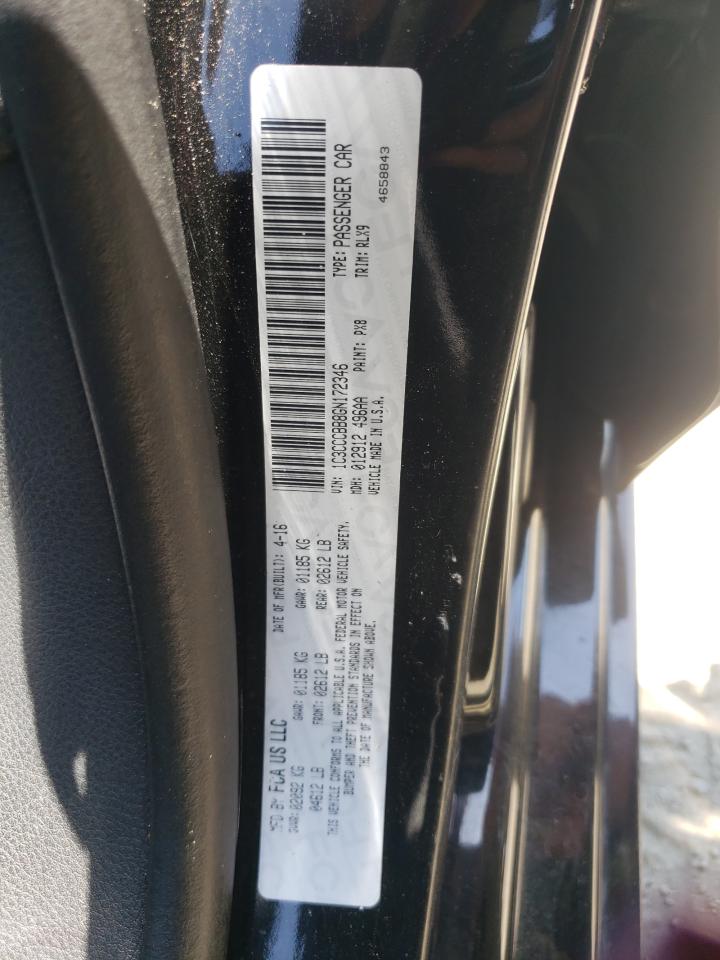 MFD BY FCA US LLC
DATE OF MFR(BUILT): 4-16
GVWR: 02092 KG
GAWR: 01185 KG
GAWR: 01185 KG
04612 LB
FRONT: 02612 LB
REAR: 02612 LB
THIS VEHICLE CONFORMS TO ALL APPLICABLE U.S.A. FEDERAL MOTOR VEHICLE SAFETY,
BUMPER AND THEFT PREVENTION STANDARDS IN EFFECT ON
THE DATE OF MANUFACTURE SHOWN ABOVE.
VIN: 1C3CCCBB8GN172346
TYPE: PASSENGER CAR
MDH: 012912 496AA
PAINT: PX8
TRIM: RLX9
VEHICLE MADE IN U.S.A.
4658843